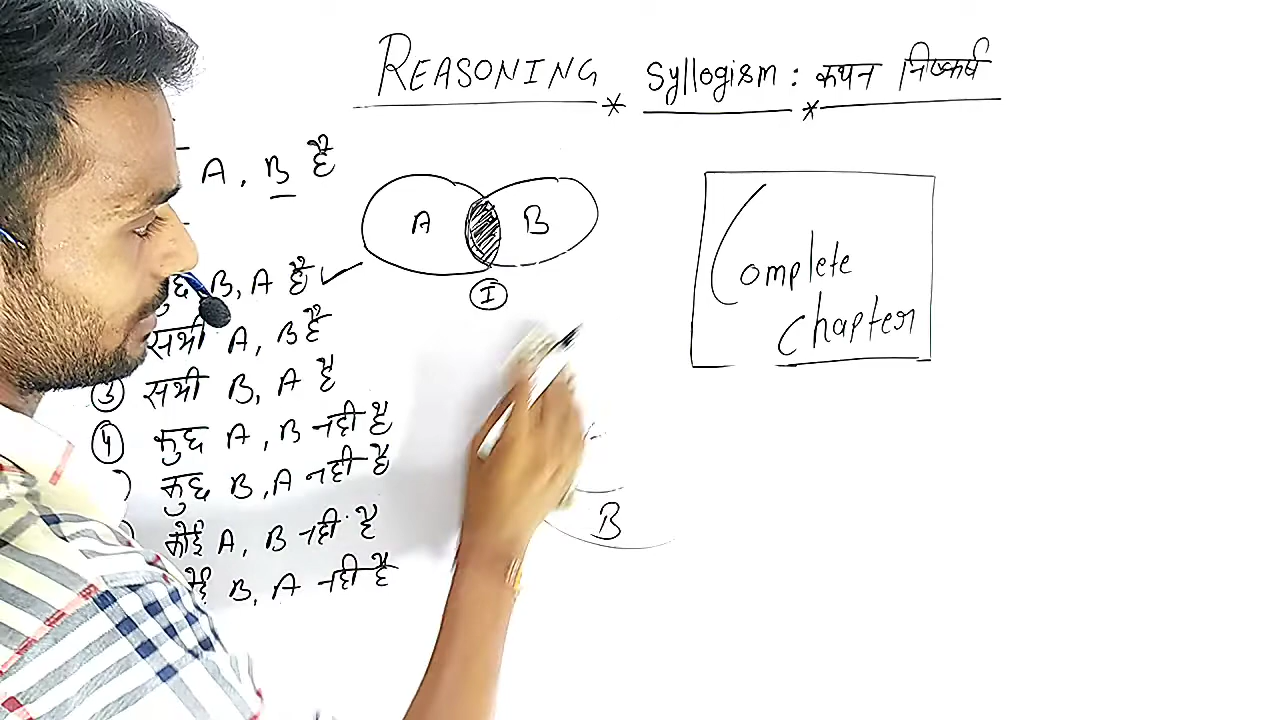 REASONING * Syllogism : * कथन निष्कर्ष
A , B है
A B
I
कुछ B, A है ✓
सभी A, B है
③ सभी B, A है
④ कुछ A, B नही है
) कुछ B, A नही है
) कोई A, B नही है
B, A नही है
B
Complete
Chapter